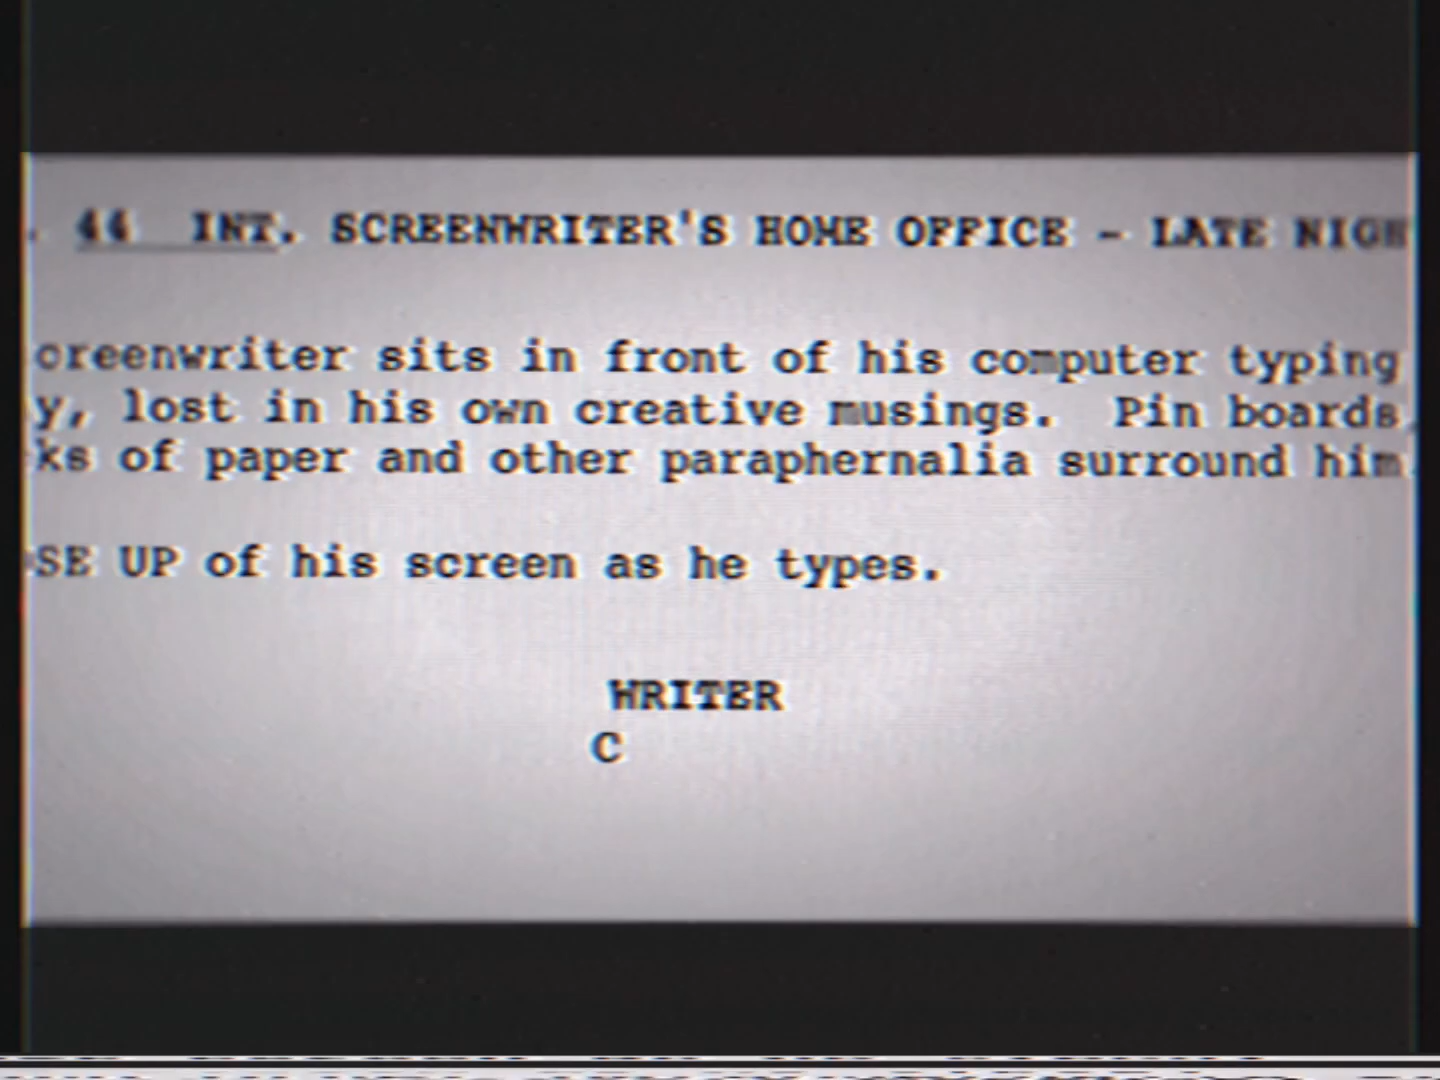 44 INT. SCREENWRITER'S HOME OFFICE - LATE NIGH
creenwriter sits in front of his computer typing
y, lost in his own creative musings. Pin boards,
ks of paper and other paraphernalia surround him
SE UP of his screen as he types.
WRITER
C